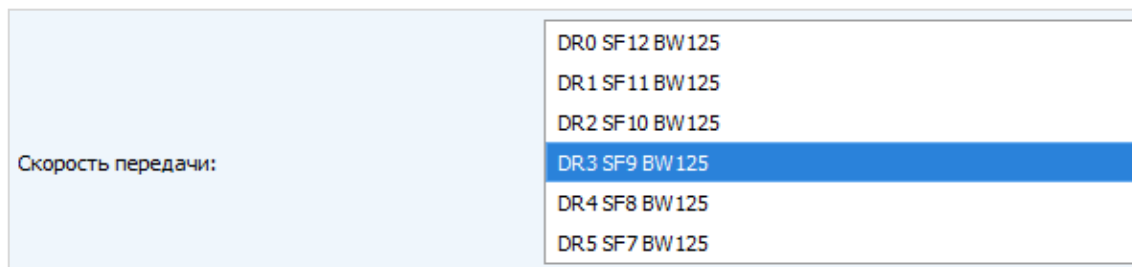 DR0 SF12 BW125
DR1 SF11 BW125
DR2 SF10 BW125
Скорость передачи:
DR3 SF9 BW125
DR4 SF8 BW125
DR5 SF7 BW125